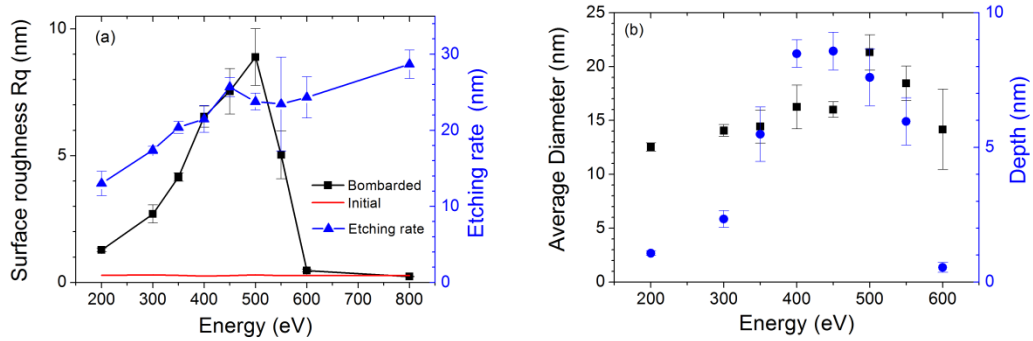 (a)
Surface roughness Rq (nm)
10
5
0
Etching rate (nm)
30
20
10
0
Bombarded
Initial
Etching rate
200 300 400 500 600 700 800
Energy (eV)
(b)
Average Diameter (nm)
25
20
15
10
5
0
Depth (nm)
10
5
0
200 300 400 500 600
Energy (eV)